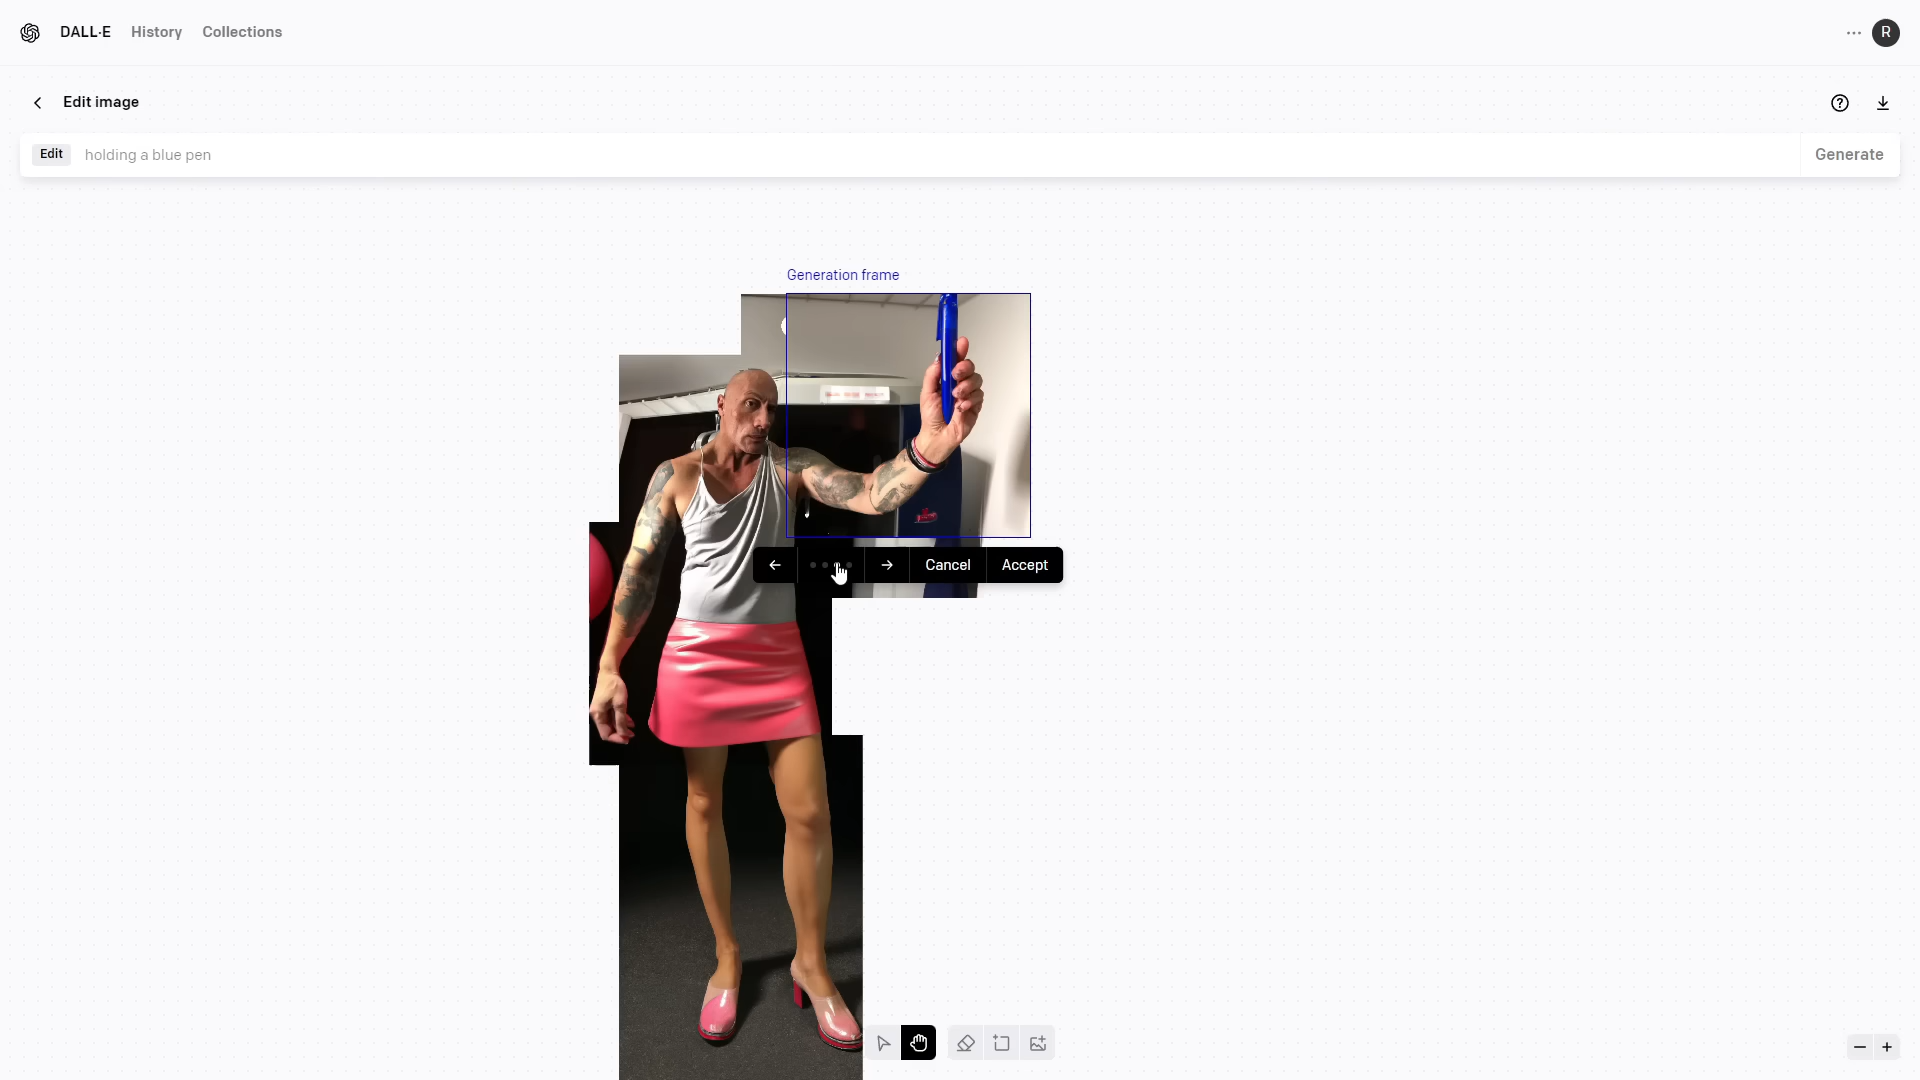 DALL·E History Collections
R
Edit image
Edit holding a blue pen Generate
Generation frame
Cancel Accept